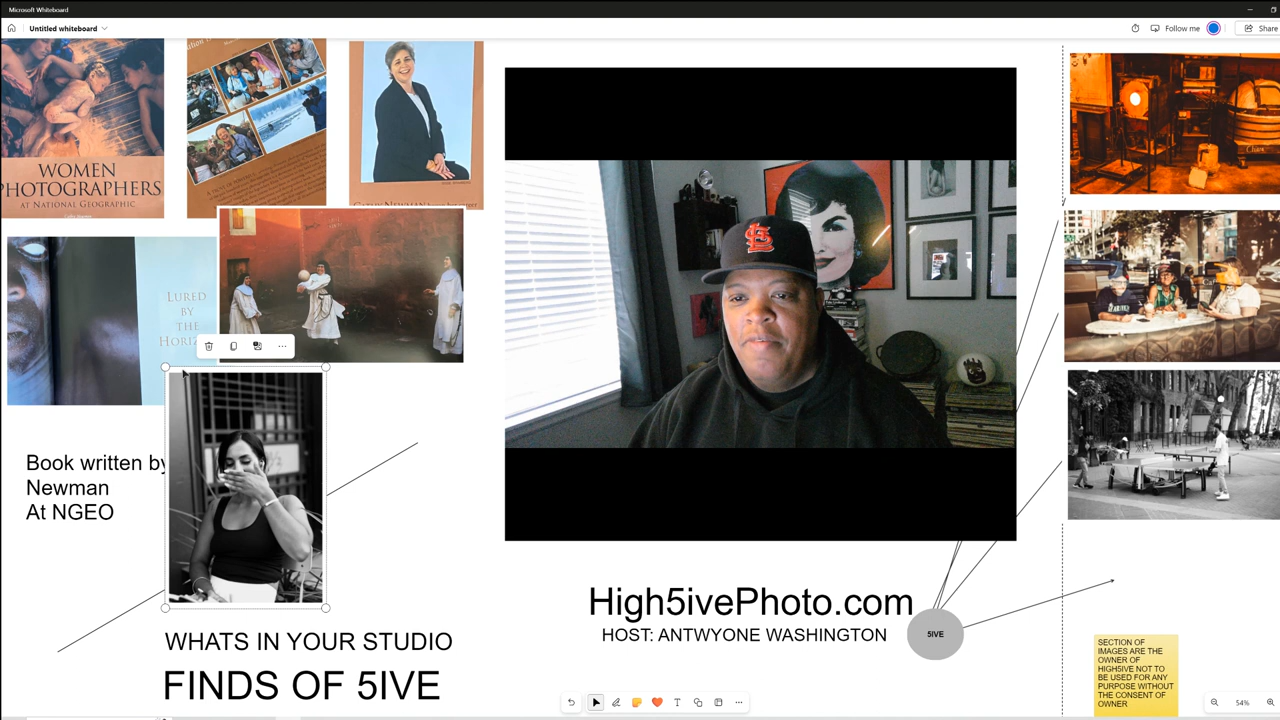 Microsoft Whiteboard
Untitled whiteboard
Follow me
Share
WOMEN
PHOTOGRAPHERS
AT NATIONAL GEOGRAPHIC
LURED
BY
THE
Book written by
Newman
At NGEO
WHATS IN YOUR STUDIO
FINDS OF 5IVE
High5ivePhoto.com
HOST: ANTWYONE WASHINGTON
5IVE
SECTION OF
IMAGES ARE THE
OWNER OF
HIGH5IVE NOT TO
BE USED FOR ANY
PURPOSE WITHOUT
THE CONSENT OF
OWNER
54%